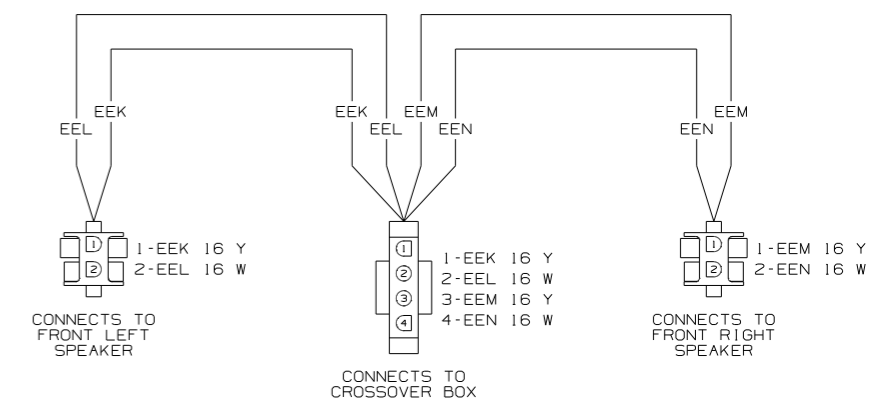 EEK
EEL
EEK
EEL
EEM
EEN
EEM
EEN
1
2
1-EEK 16 Y
2-EEL 16 W
CONNECTS TO
FRONT LEFT
SPEAKER
1
2
3
4
1-EEK 16 Y
2-EEL 16 W
3-EEM 16 Y
4-EEN 16 W
CONNECTS TO
CROSSOVER BOX
1
2
1-EEM 16 Y
2-EEN 16 W
CONNECTS TO
FRONT RIGHT
SPEAKER